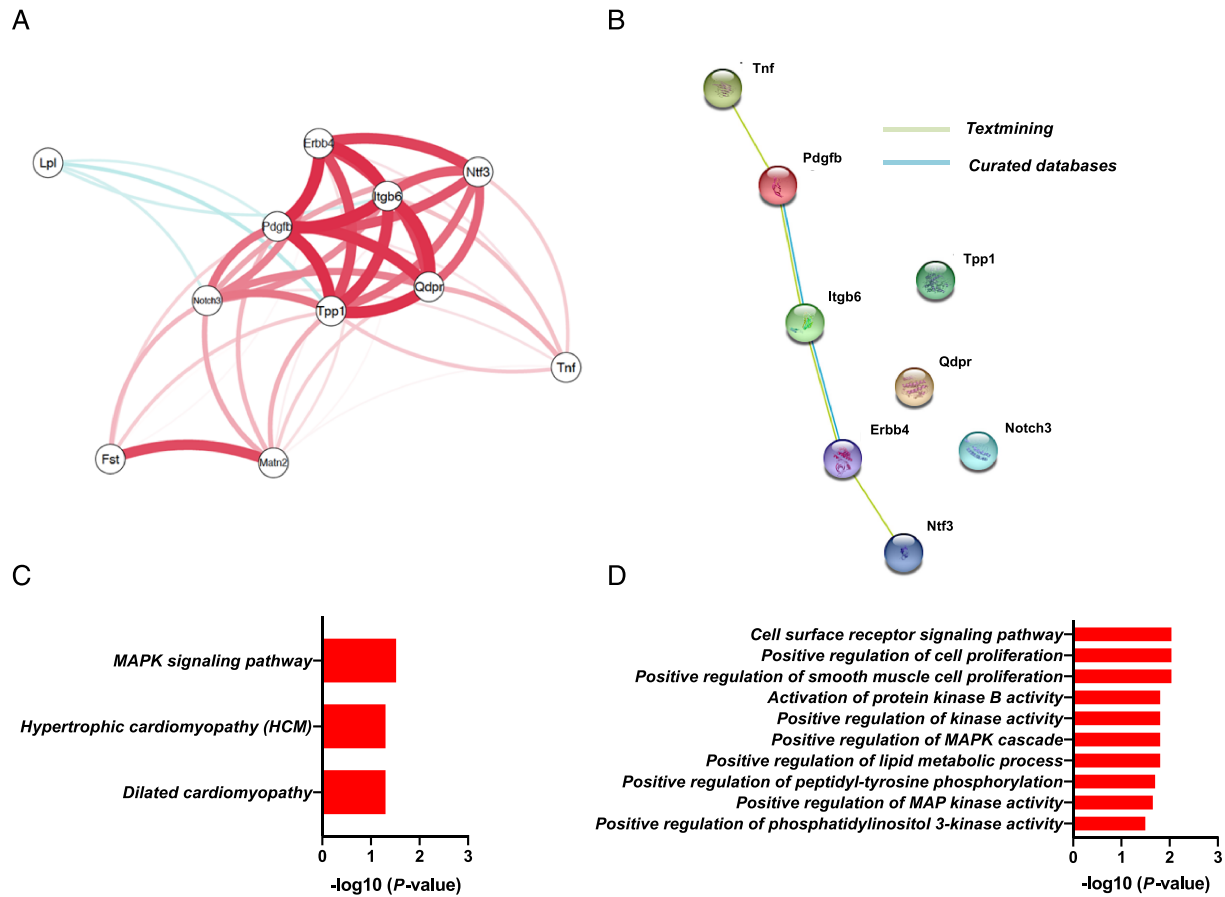 A
B
Lpl
Erbb4
Ntf3
Itgb6
Pdgfb
Notch3
Tpp1
Qdpr
Tnf
Fst
Matn2
Tnf
Textmining
Curated databases
Pdgfb
Tpp1
Itgb6
Qdpr
Erbb4
Notch3
Ntf3
C
MAPK signaling pathway
Hypertrophic cardiomyopathy (HCM)
Dilated cardiomyopathy
0 1 2 3
-log10 (P-value)
D
Cell surface receptor signaling pathway
Positive regulation of cell proliferation
Positive regulation of smooth muscle cell proliferation
Activation of protein kinase B activity
Positive regulation of kinase activity
Positive regulation of MAPK cascade
Positive regulation of lipid metabolic process
Positive regulation of peptidyl-tyrosine phosphorylation
Positive regulation of MAP kinase activity
Positive regulation of phosphatidylinositol 3-kinase activity
0 1 2 3
-log10 (P-value)